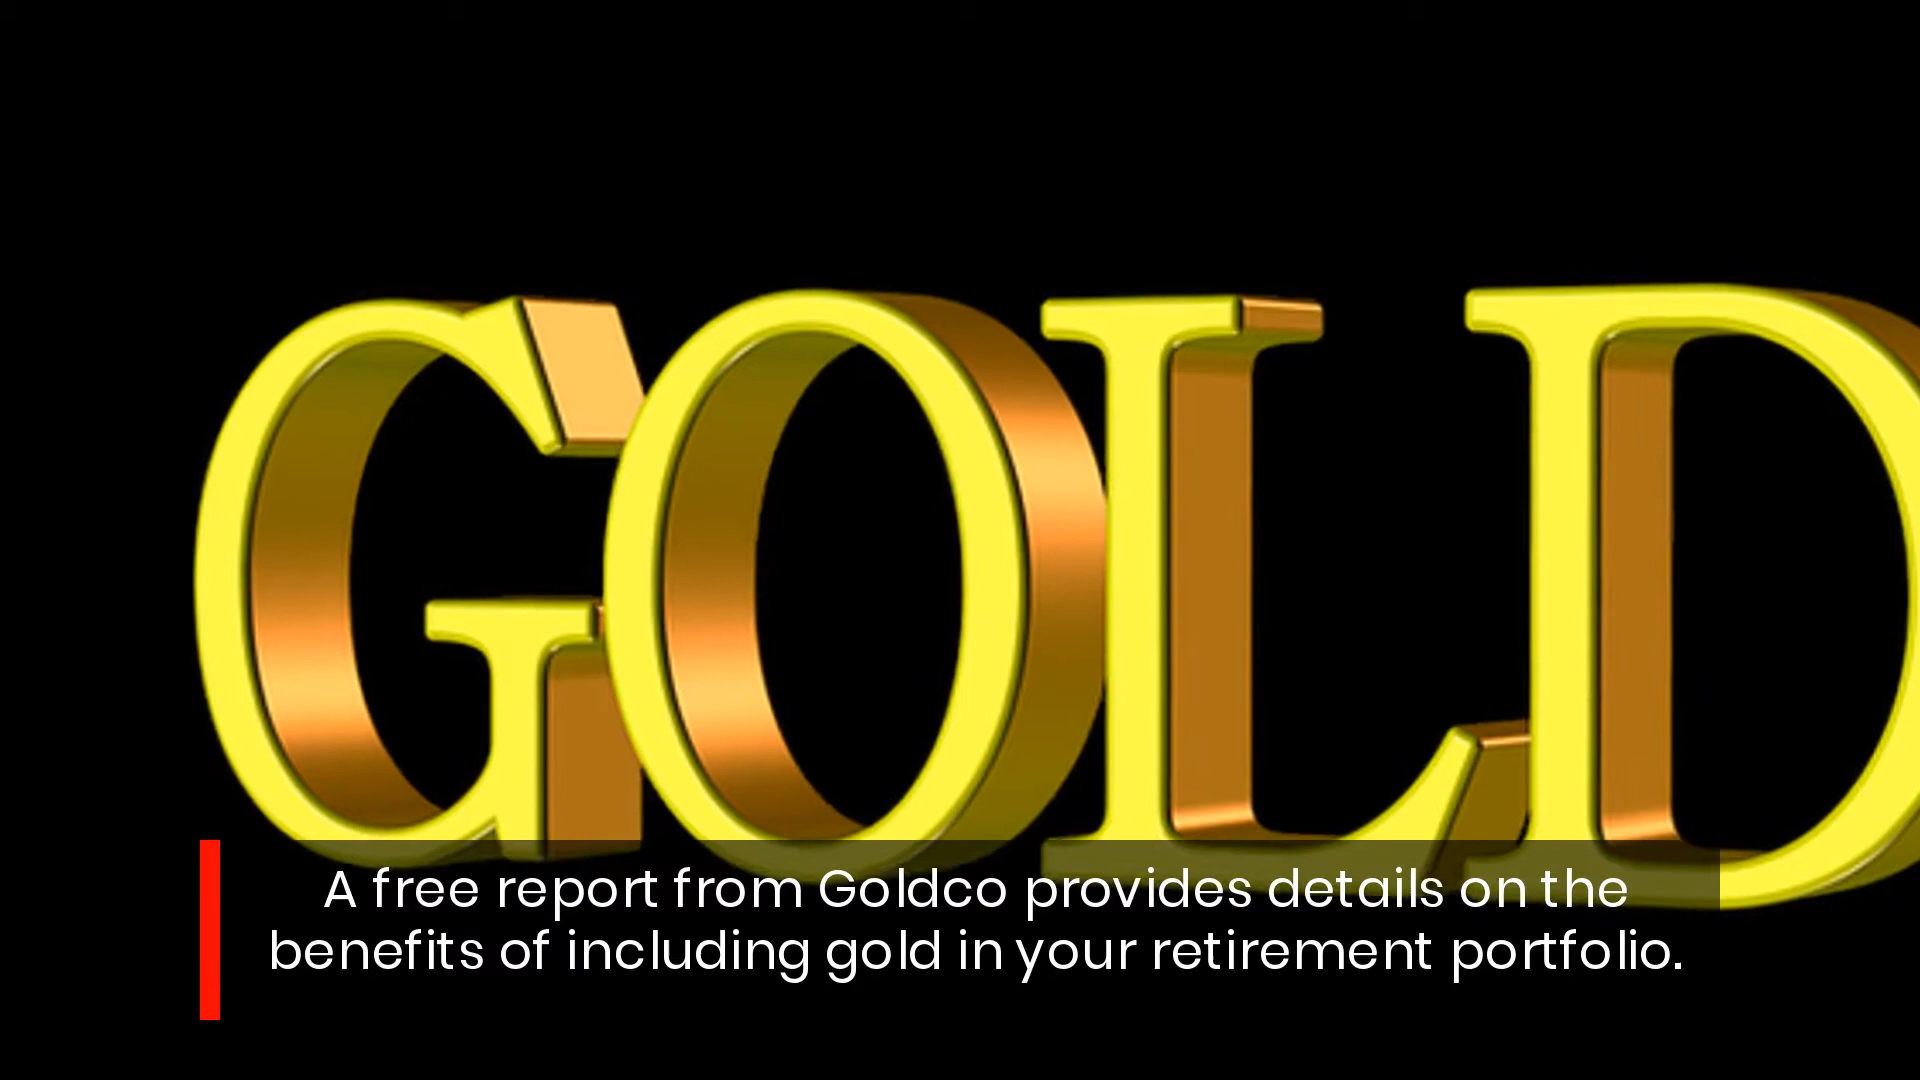 GOLD
A free report from Goldco provides details on the
benefits of including gold in your retirement portfolio.